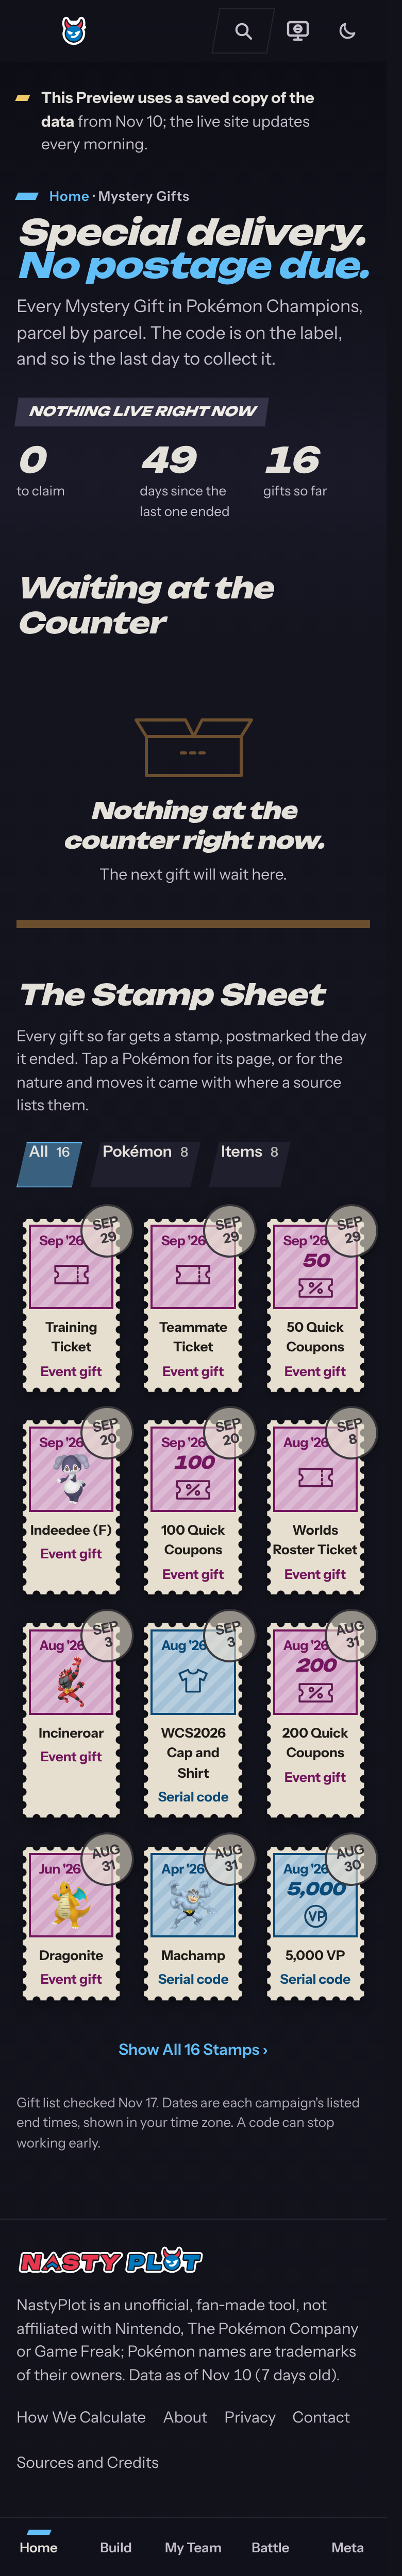 This Preview uses a saved copy of the
data from Nov 10; the live site updates
every morning.
Home · Mystery Gifts
Special delivery.
No postage due.
Every Mystery Gift in Pokémon Champions,
parcel by parcel. The code is on the label,
and so is the last day to collect it.
NOTHING LIVE RIGHT NOW
0 49 16
to claim days since the gifts so far
last one ended
Waiting at the
Counter
Nothing at the
counter right now.
The next gift will wait here.
The Stamp Sheet
Every gift so far gets a stamp, postmarked the day
it ended. Tap a Pokémon for its page, or for the
nature and moves it came with where a source
lists them.
All 16 Pokémon 8 Items 8
Sep '26 SEP 29 Sep '26 SEP 29 Sep '26 SEP 29
50
Training Teammate 50 Quick
Ticket Ticket Coupons
Event gift Event gift Event gift
Sep '26 SEP 20 Sep '26 SEP 20 Aug '26 SEP 8
100
Indeedee (F) 100 Quick Worlds
Coupons Roster Ticket
Event gift Event gift Event gift
Aug '26 SEP 3 Aug '26 SEP 3 Aug '26 AUG 31
200
Incineroar WCS2026 200 Quick
Cap and Coupons
Shirt
Event gift Serial code Event gift
Jun '26 AUG 31 Apr '26 AUG 31 Aug '26 AUG 30
5,000
VP
Dragonite Machamp 5,000 VP
Event gift Serial code Serial code
Show All 16 Stamps ›
Gift list checked Nov 17. Dates are each campaign's listed
end times, shown in your time zone. A code can stop
working early.
NASTY PLOT
NastyPlot is an unofficial, fan-made tool, not
affiliated with Nintendo, The Pokémon Company
or Game Freak; Pokémon names are trademarks
of their owners. Data as of Nov 10 (7 days old).
How We Calculate About Privacy Contact
Sources and Credits
Home Build My Team Battle Meta